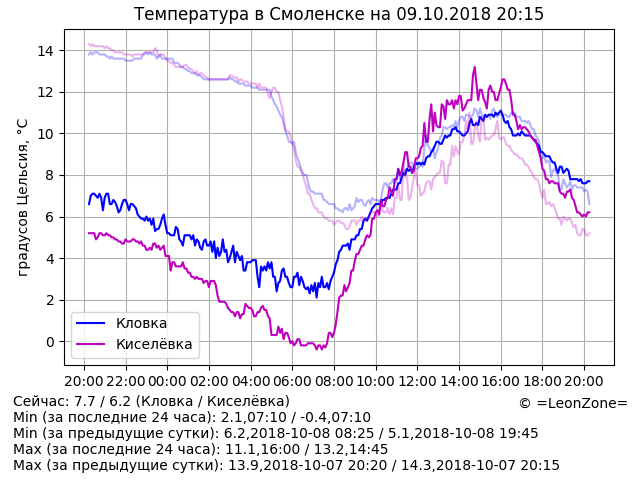 Температура в Смоленске на 09.10.2018 20:15
градусов Цельсия, °C
14
12
10
8
6
4
2
0
Кловка
Киселёвка
20:00 22:00 00:00 02:00 04:00 06:00 08:00 10:00 12:00 14:00 16:00 18:00 20:00
Сейчас: 7.7 / 6.2 (Кловка / Киселёвка)
© =LeonZone=
Min (за последние 24 часа): 2.1,07:10 / -0.4,07:10
Min (за предыдущие сутки): 6.2,2018-10-08 08:25 / 5.1,2018-10-08 19:45
Max (за последние 24 часа): 11.1,16:00 / 13.2,14:45
Max (за предыдущие сутки): 13.9,2018-10-07 20:20 / 14.3,2018-10-07 20:15